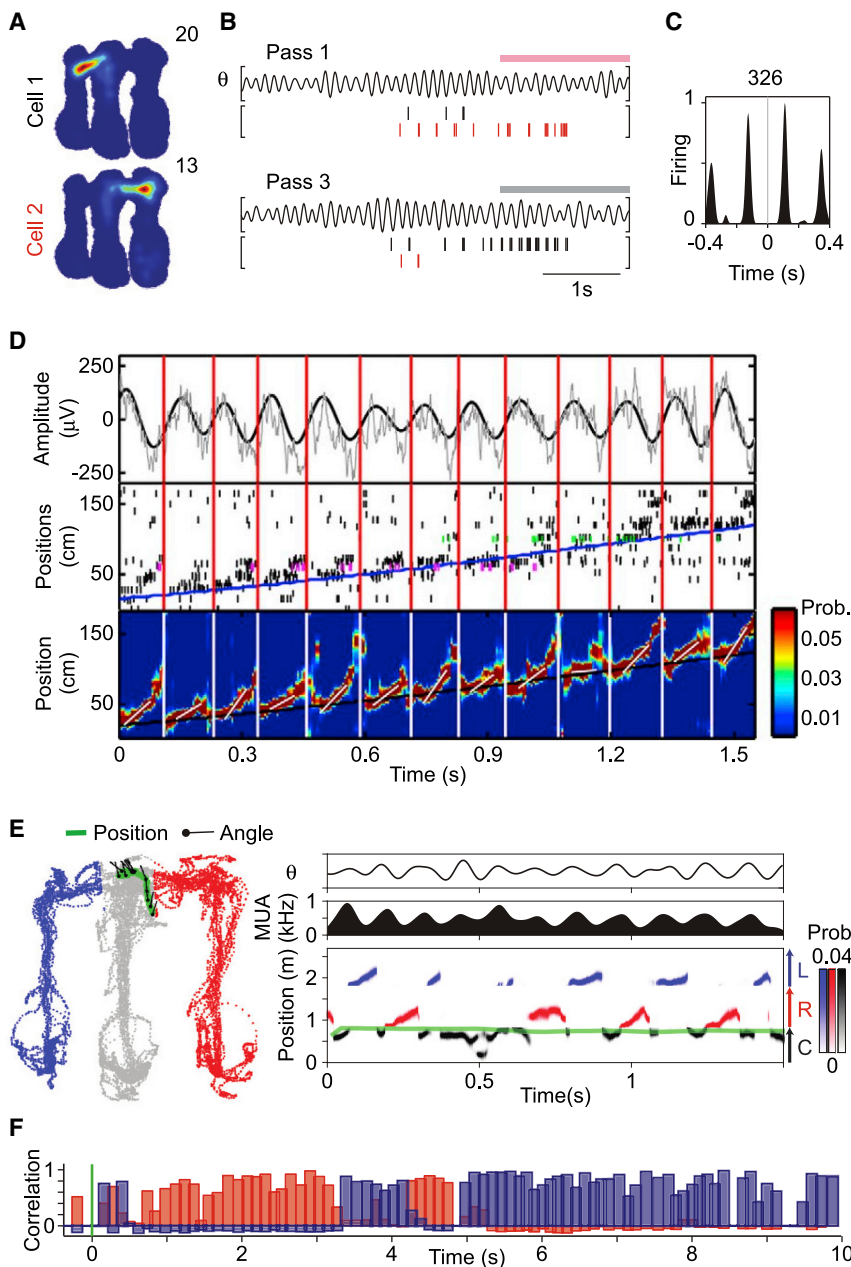 A
20
Cell 1
13
Cell 2
B
Pass 1
θ
Pass 3
1s
C
326
1
Firing
0
-0.4 0 0.4
Time (s)
D
250
0
-250
Amplitude
(µV)
150
50
Positions
(cm)
150
50
Position
(cm)
0 0.3 0.6 0.9 1.2 1.5
Time (s)
Prob.
0.05
0.03
0.01
E
Position Angle
θ
1
0
MUA
(kHz)
2
1
0
Position (m)
0 0.5 1
Time(s)
L
R
C
Prob
0.04
0
F
1
0
Correlation
0 2 4 6 8 10
Time (s)